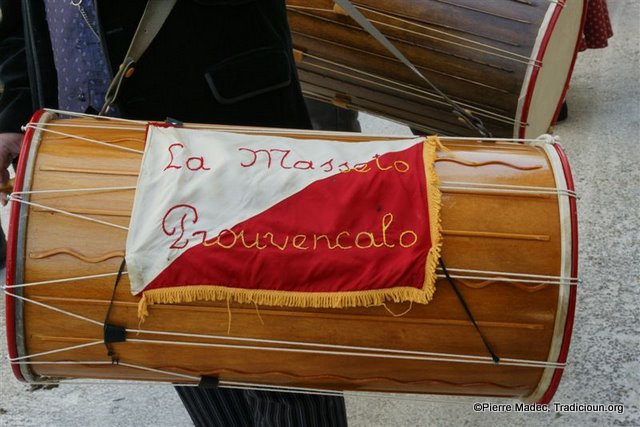 La Masseto
Prouvencalo
©Pierre Madec, Tradicioun.org